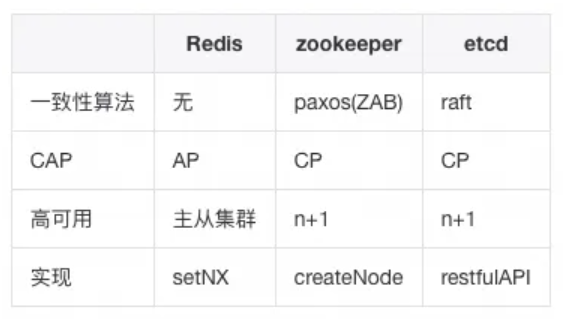 Redis zookeeper etcd
一致性算法 无 paxos(ZAB) raft
CAP AP CP CP
高可用 主从集群 n+1 n+1
实现 setNX createNode restfulAPI